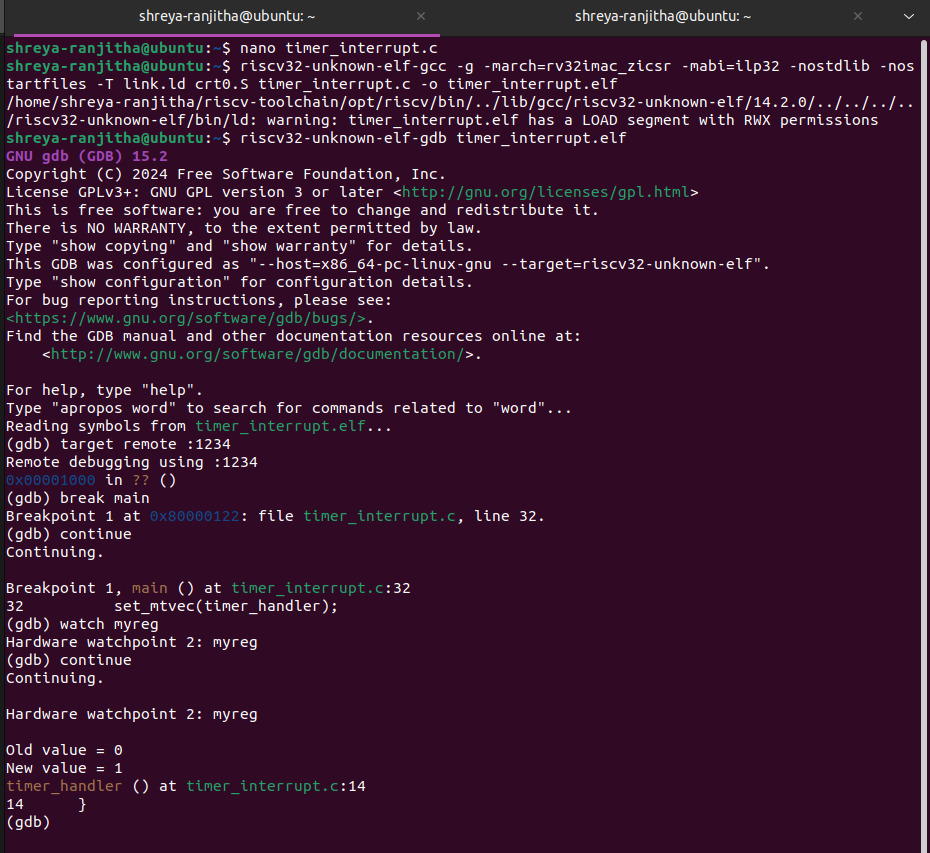 shreya-ranjitha@ubuntu: ~
shreya-ranjitha@ubuntu: ~
shreya-ranjitha@ubuntu:~$ nano timer_interrupt.c
shreya-ranjitha@ubuntu:~$ riscv32-unknown-elf-gcc -g -march=rv32imac_zicsr -mabi=ilp32 -nostdlib -nos
tartfiles -T link.ld crt0.S timer_interrupt.c -o timer_interrupt.elf
/home/shreya-ranjitha/riscv-toolchain/opt/riscv/bin/../lib/gcc/riscv32-unknown-elf/14.2.0/../../../..
/riscv32-unknown-elf/bin/ld: warning: timer_interrupt.elf has a LOAD segment with RWX permissions
shreya-ranjitha@ubuntu:~$ riscv32-unknown-elf-gdb timer_interrupt.elf
GNU gdb (GDB) 15.2
Copyright (C) 2024 Free Software Foundation, Inc.
License GPLv3+: GNU GPL version 3 or later <http://gnu.org/licenses/gpl.html>
This is free software: you are free to change and redistribute it.
There is NO WARRANTY, to the extent permitted by law.
Type "show copying" and "show warranty" for details.
This GDB was configured as "--host=x86_64-pc-linux-gnu --target=riscv32-unknown-elf".
Type "show configuration" for configuration details.
For bug reporting instructions, please see:
<https://www.gnu.org/software/gdb/bugs/>.
Find the GDB manual and other documentation resources online at:
    <http://www.gnu.org/software/gdb/documentation/>.

For help, type "help".
Type "apropos word" to search for commands related to "word"...
Reading symbols from timer_interrupt.elf...
(gdb) target remote :1234
Remote debugging using :1234
0x00001000 in ?? ()
(gdb) break main
Breakpoint 1 at 0x80000122: file timer_interrupt.c, line 32.
(gdb) continue
Continuing.

Breakpoint 1, main () at timer_interrupt.c:32
32          set_mtvec(timer_handler);
(gdb) watch myreg
Hardware watchpoint 2: myreg
(gdb) continue
Continuing.

Hardware watchpoint 2: myreg

Old value = 0
New value = 1
timer_handler () at timer_interrupt.c:14
14      }
(gdb)